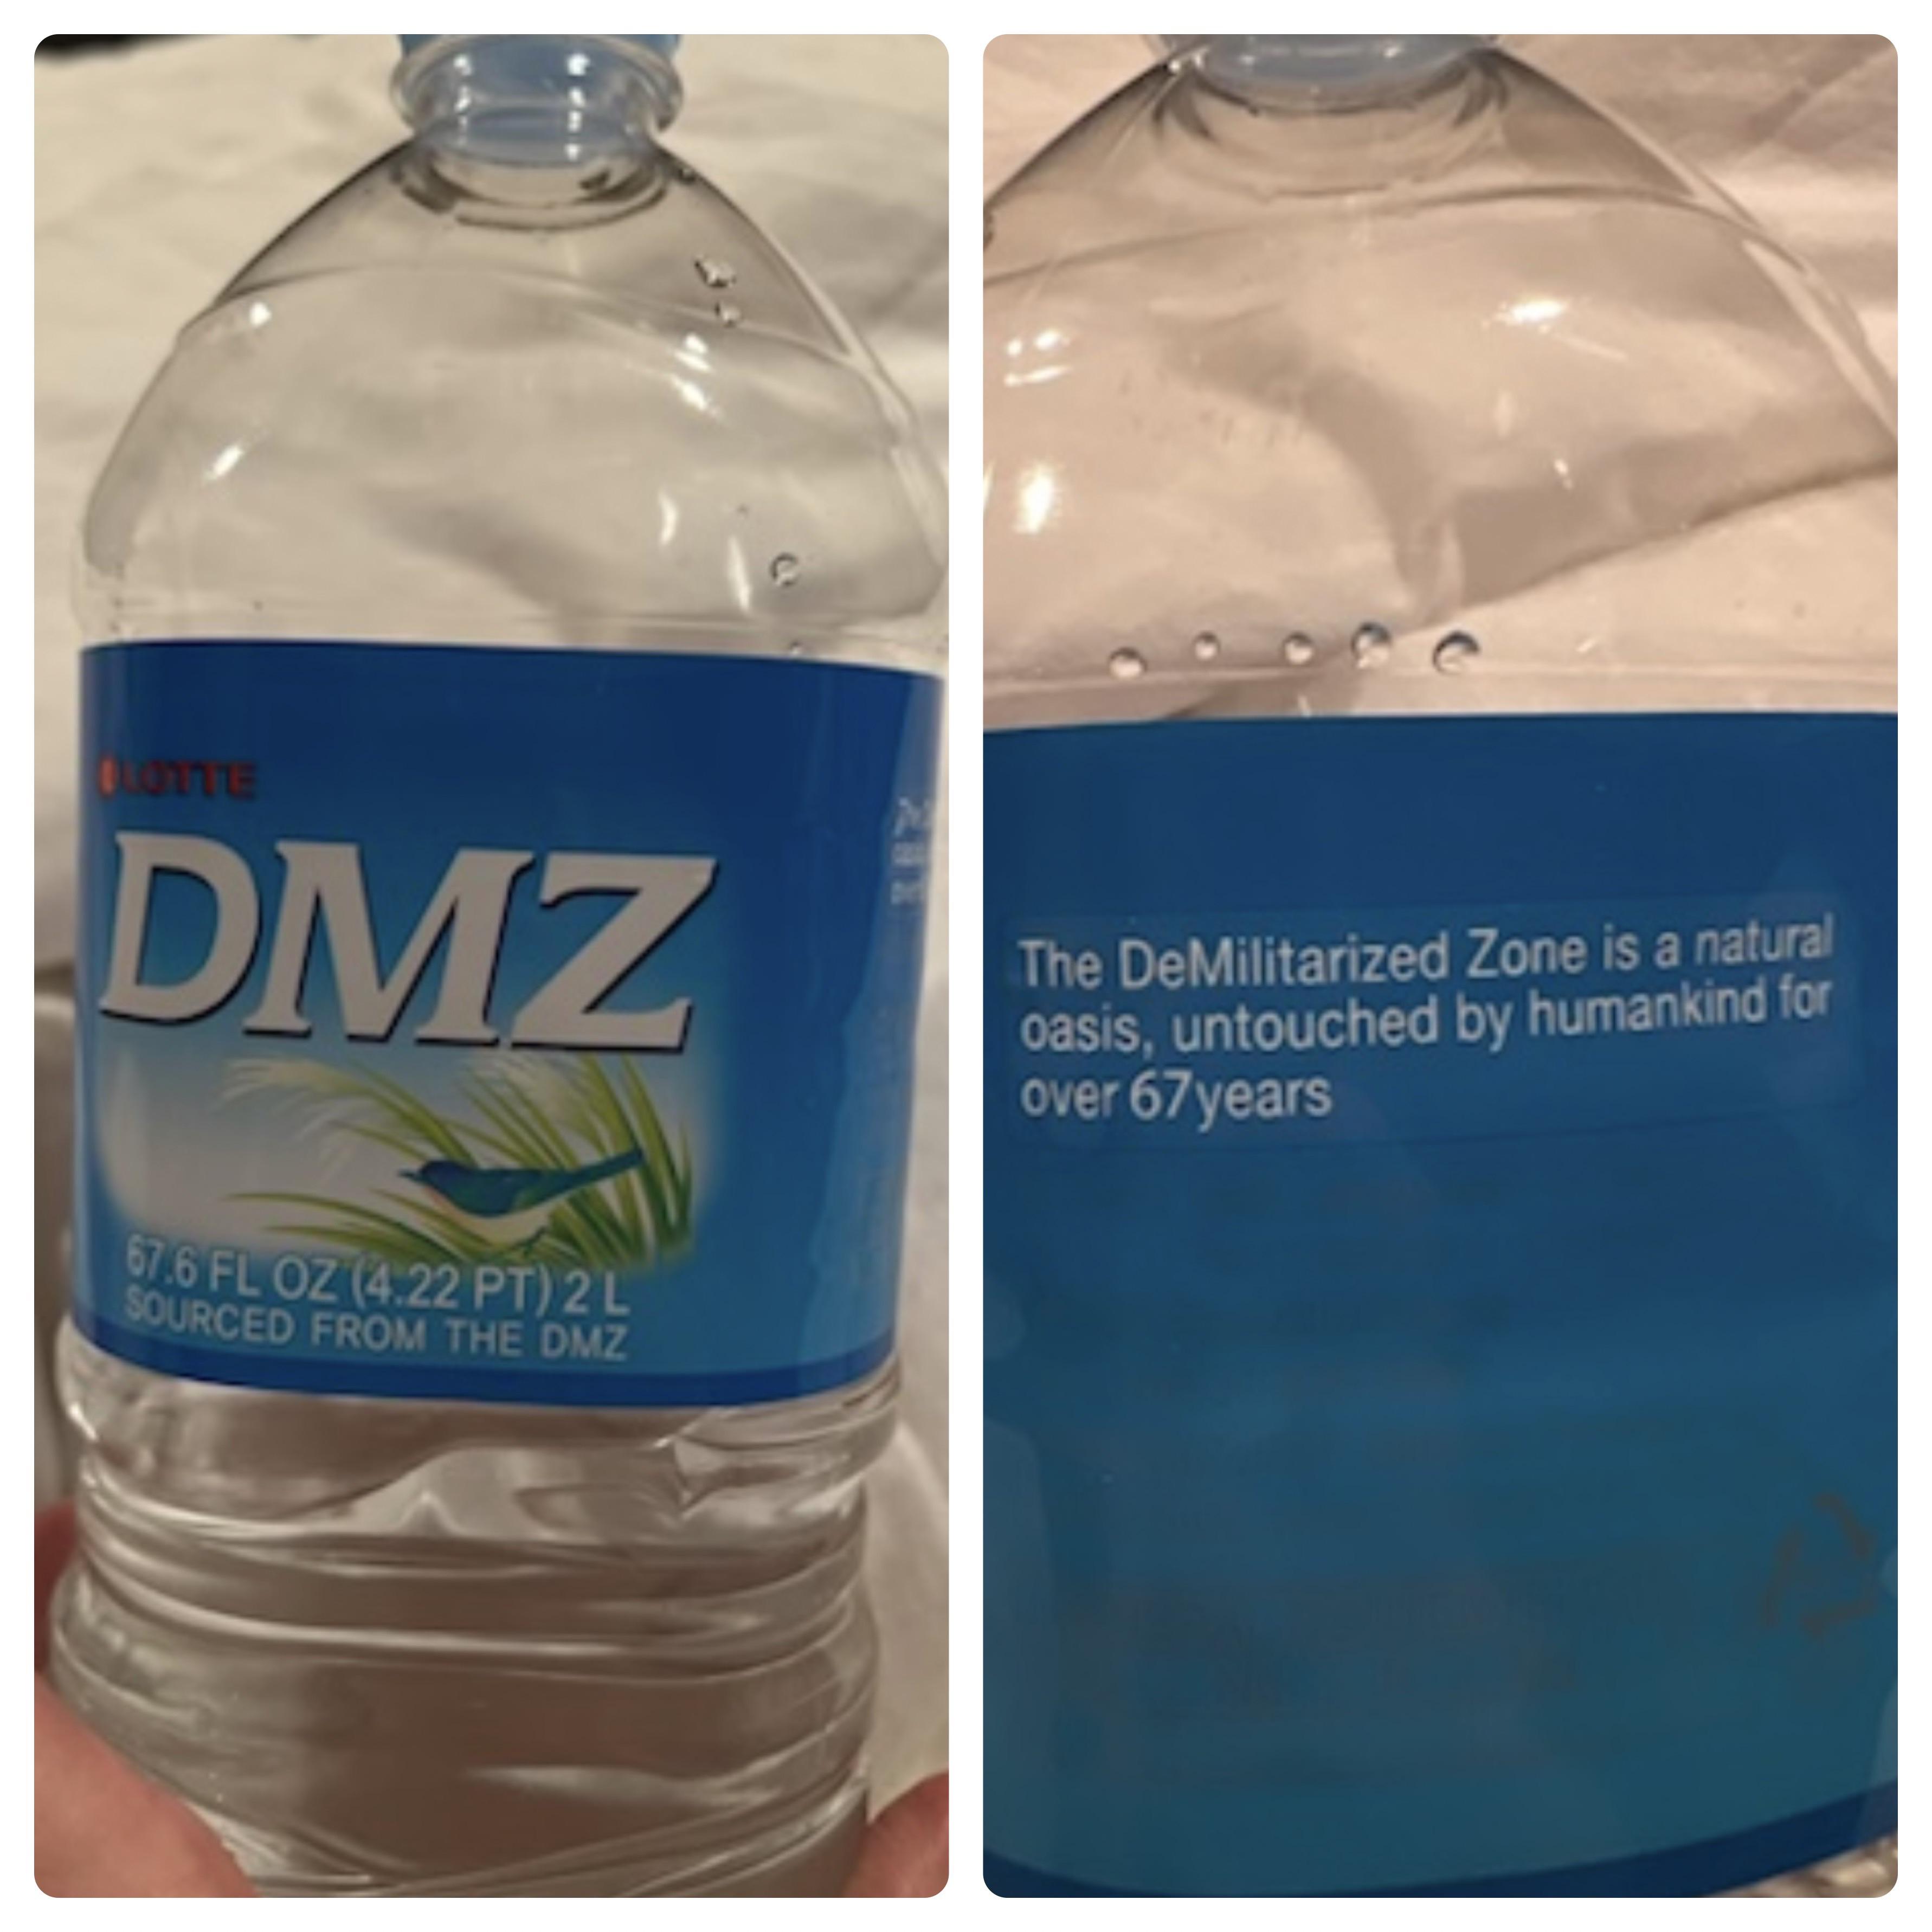 LOTTE
DMZ
67.6 FL OZ (4.22 PT) 2 L
SOURCED FROM THE DMZ
The DeMilitarized Zone is a natural
oasis, untouched by humankind for
over 67years